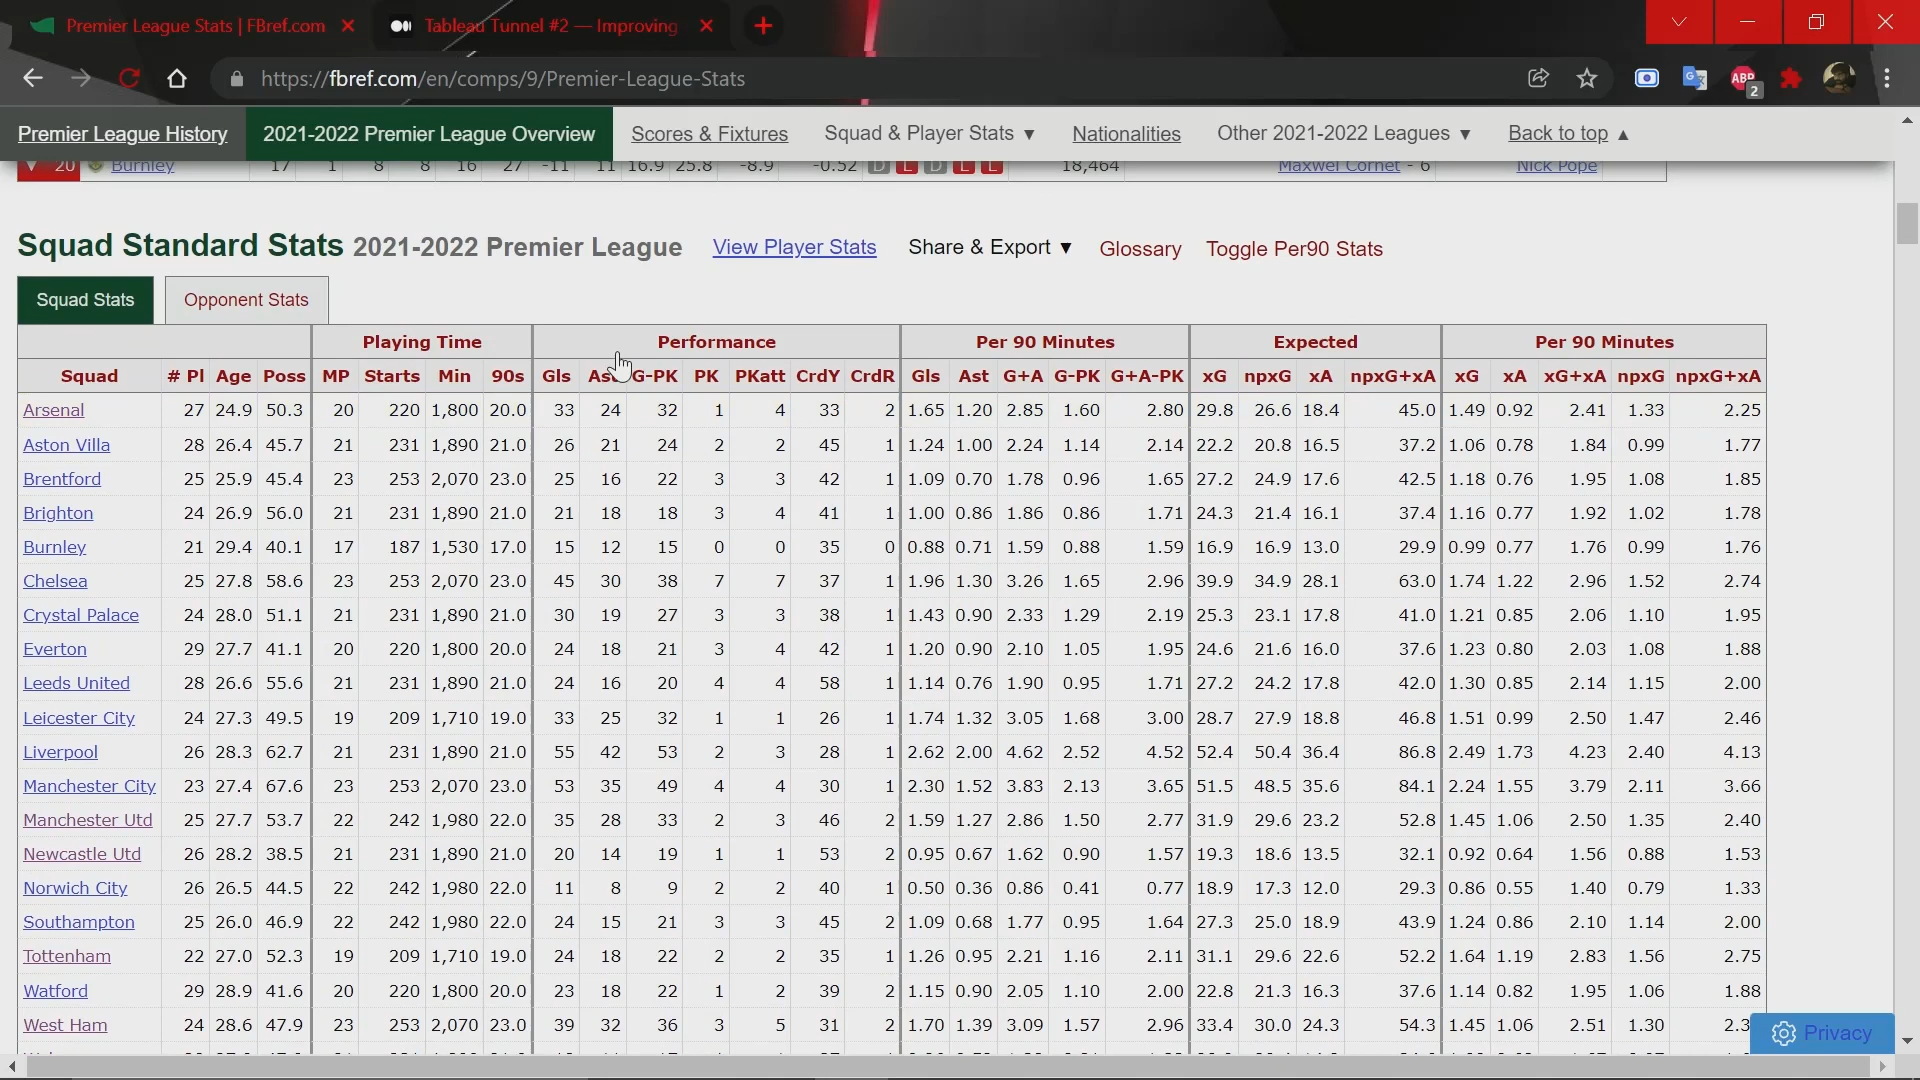 Premier League Stats | FBref.com
Tableau Tunnel #2 — Improving
https://fbref.com/en/comps/9/Premier-League-Stats
ABP 2
Premier League History 2021-2022 Premier League Overview Scores & Fixtures Squad & Player Stats ▼ Nationalities Other 2021-2022 Leagues ▼ Back to top ▲
▼ 20 Burnley 17 1 8 8 16 27 -11 11 16.9 25.8 -8.9 -0.52 D L D L L 18,464 Maxwel Cornet - 6 Nick Pope
Squad Standard Stats 2021-2022 Premier League View Player Stats Share & Export ▼ Glossary Toggle Per90 Stats
Squad Stats Opponent Stats
Playing Time Performance Per 90 Minutes Expected Per 90 Minutes
Squad # Pl Age Poss MP Starts Min 90s Gls G-PK PK PKatt CrdY CrdR Gls Ast G+A G-PK G+A-PK xG npxG xA npxG+xA xG xA xG+xA npxG npxG+xA
Arsenal 27 24.9 50.3 20 220 1,800 20.0 33 24 32 1 4 33 2 1.65 1.20 2.85 1.60 2.80 29.8 26.6 18.4 45.0 1.49 0.92 2.41 1.33 2.25
Aston Villa 28 26.4 45.7 21 231 1,890 21.0 26 21 24 2 2 45 1 1.24 1.00 2.24 1.14 2.14 22.2 20.8 16.5 37.2 1.06 0.78 1.84 0.99 1.77
Brentford 25 25.9 45.4 23 253 2,070 23.0 25 16 22 3 3 42 1 1.09 0.70 1.78 0.96 1.65 27.2 24.9 17.6 42.5 1.18 0.76 1.95 1.08 1.85
Brighton 24 26.9 56.0 21 231 1,890 21.0 21 18 18 3 4 41 1 1.00 0.86 1.86 0.86 1.71 24.3 21.4 16.1 37.4 1.16 0.77 1.92 1.02 1.78
Burnley 21 29.4 40.1 17 187 1,530 17.0 15 12 15 0 0 35 0 0.88 0.71 1.59 0.88 1.59 16.9 16.9 13.0 29.9 0.99 0.77 1.76 0.99 1.76
Chelsea 25 27.8 58.6 23 253 2,070 23.0 45 30 38 7 7 37 1 1.96 1.30 3.26 1.65 2.96 39.9 34.9 28.1 63.0 1.74 1.22 2.96 1.52 2.74
Crystal Palace 24 28.0 51.1 21 231 1,890 21.0 30 19 27 3 3 38 1 1.43 0.90 2.33 1.29 2.19 25.3 23.1 17.8 41.0 1.21 0.85 2.06 1.10 1.95
Everton 29 27.7 41.1 20 220 1,800 20.0 24 18 21 3 4 42 1 1.20 0.90 2.10 1.05 1.95 24.6 21.6 16.0 37.6 1.23 0.80 2.03 1.08 1.88
Leeds United 28 26.6 55.6 21 231 1,890 21.0 24 16 20 4 4 58 1 1.14 0.76 1.90 0.95 1.71 27.2 24.2 17.8 42.0 1.30 0.85 2.14 1.15 2.00
Leicester City 24 27.3 49.5 19 209 1,710 19.0 33 25 32 1 1 26 1 1.74 1.32 3.05 1.68 3.00 28.7 27.9 18.8 46.8 1.51 0.99 2.50 1.47 2.46
Liverpool 26 28.3 62.7 21 231 1,890 21.0 55 42 53 2 3 28 1 2.62 2.00 4.62 2.52 4.52 52.4 50.4 36.4 86.8 2.49 1.73 4.23 2.40 4.13
Manchester City 23 27.4 67.6 23 253 2,070 23.0 53 35 49 4 4 30 1 2.30 1.52 3.83 2.13 3.65 51.5 48.5 35.6 84.1 2.24 1.55 3.79 2.11 3.66
Manchester Utd 25 27.7 53.7 22 242 1,980 22.0 35 28 33 2 3 46 2 1.59 1.27 2.86 1.50 2.77 31.9 29.6 23.2 52.8 1.45 1.06 2.50 1.35 2.40
Newcastle Utd 26 28.2 38.5 21 231 1,890 21.0 20 14 19 1 1 53 2 0.95 0.67 1.62 0.90 1.57 19.3 18.6 13.5 32.1 0.92 0.64 1.56 0.88 1.53
Norwich City 26 26.5 44.5 22 242 1,980 22.0 11 8 9 2 2 40 1 0.50 0.36 0.86 0.41 0.77 18.9 17.3 12.0 29.3 0.86 0.55 1.40 0.79 1.33
Southampton 25 26.0 46.9 22 242 1,980 22.0 24 15 21 3 3 45 2 1.09 0.68 1.77 0.95 1.64 27.3 25.0 18.9 43.9 1.24 0.86 2.10 1.14 2.00
Tottenham 22 27.0 52.3 19 209 1,710 19.0 24 18 22 2 2 35 1 1.26 0.95 2.21 1.16 2.11 31.1 29.6 22.6 52.2 1.64 1.19 2.83 1.56 2.75
Watford 29 28.9 41.6 20 220 1,800 20.0 23 18 22 1 2 39 2 1.15 0.90 2.05 1.10 2.00 22.8 21.3 16.3 37.6 1.14 0.82 1.95 1.06 1.88
West Ham 24 28.6 47.9 23 253 2,070 23.0 39 32 36 3 5 31 2 1.70 1.39 3.09 1.57 2.96 33.4 30.0 24.3 54.3 1.45 1.06 2.51 1.30
Privacy